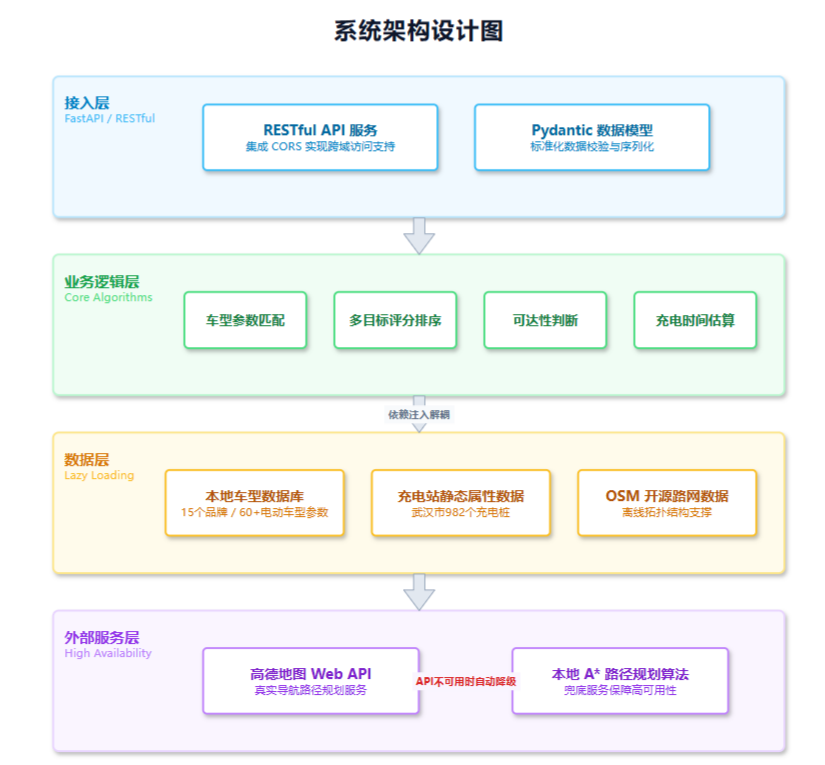 系统架构设计图
接入层
FastAPI / RESTful
RESTful API 服务
集成 CORS 实现跨域访问支持
Pydantic 数据模型
标准化数据校验与序列化
业务逻辑层
Core Algorithms
车型参数匹配
多目标评分排序
可达性判断
充电时间估算
依赖注入解耦
数据层
Lazy Loading
本地车型数据库
15个品牌 / 60+电动车型参数
充电站静态属性数据
武汉市982个充电桩
OSM 开源路网数据
离线拓扑结构支撑
外部服务层
High Availability
高德地图 Web API
真实导航路径规划服务
API不可用时自动降级
本地 A* 路径规划算法
兜底服务保障高可用性